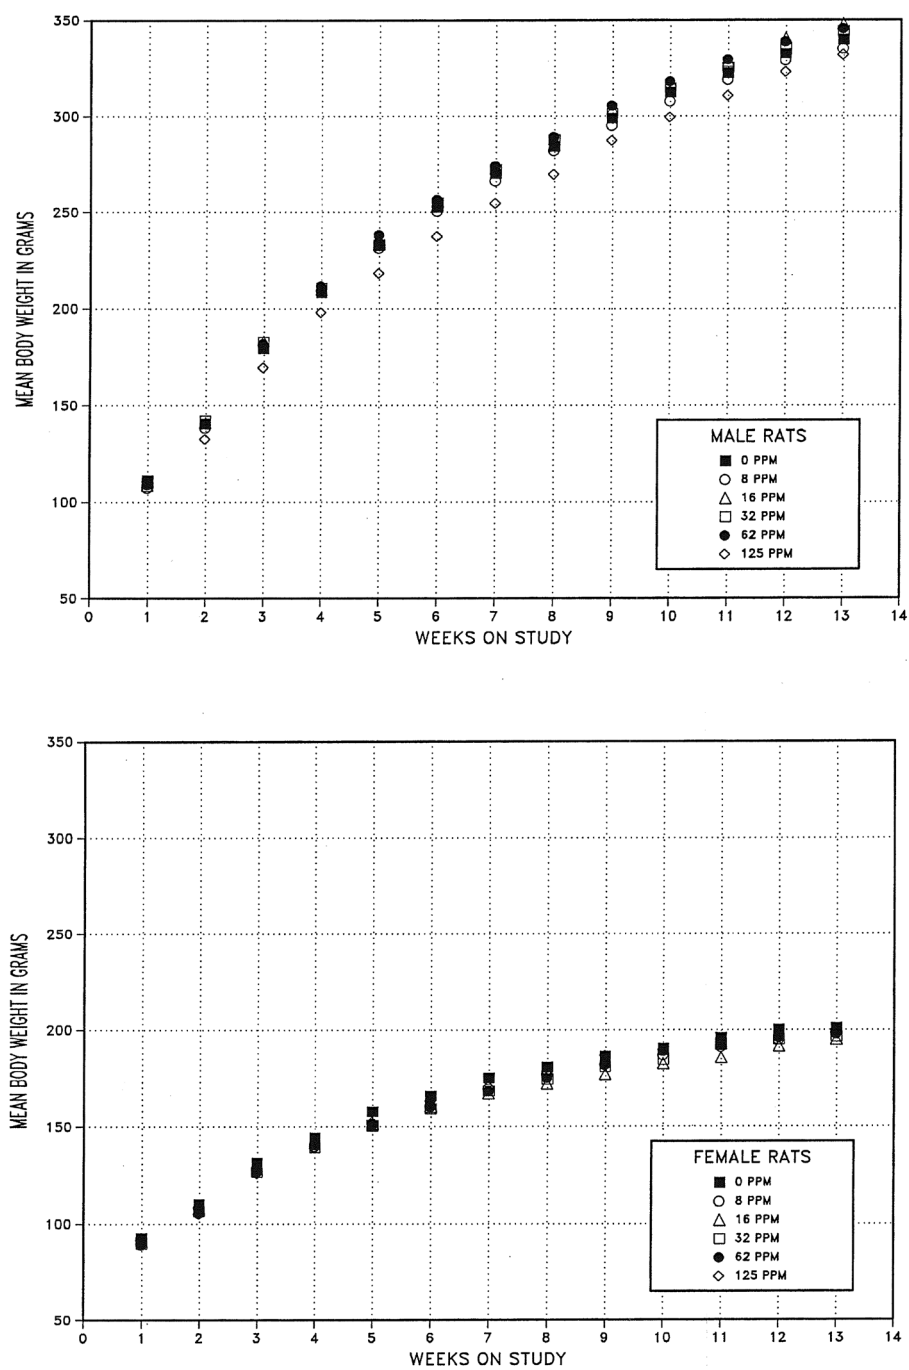 350
300
250
200
150
100
50
MEAN BODY WEIGHT IN GRAMS
MALE RATS
0 PPM
8 PPM
16 PPM
32 PPM
62 PPM
125 PPM
0 1 2 3 4 5 6 7 8 9 10 11 12 13 14
WEEKS ON STUDY
350
300
250
200
150
100
50
MEAN BODY WEIGHT IN GRAMS
FEMALE RATS
0 PPM
8 PPM
16 PPM
32 PPM
62 PPM
125 PPM
0 1 2 3 4 5 6 7 8 9 10 11 12 13 14
WEEKS ON STUDY